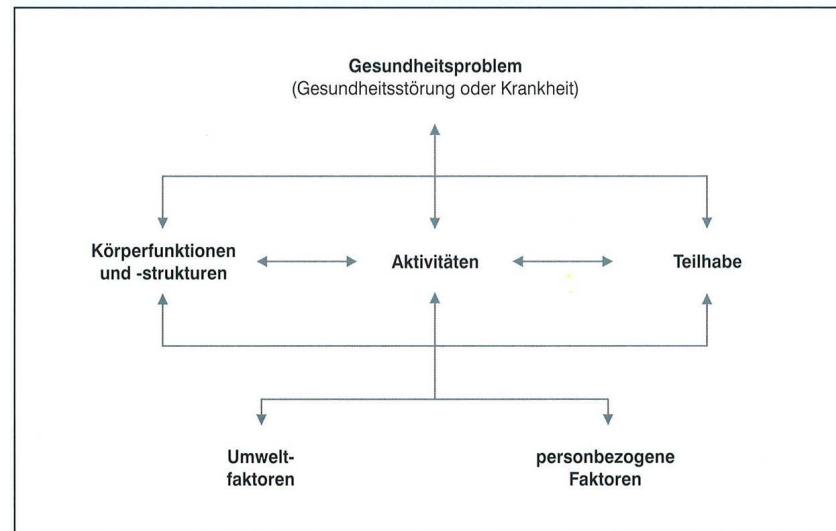 Gesundheitsproblem
(Gesundheitsstörung oder Krankheit)
Körperfunktionen
und -strukturen
Aktivitäten
Teilhabe
Umwelt-
faktoren
personbezogene
Faktoren